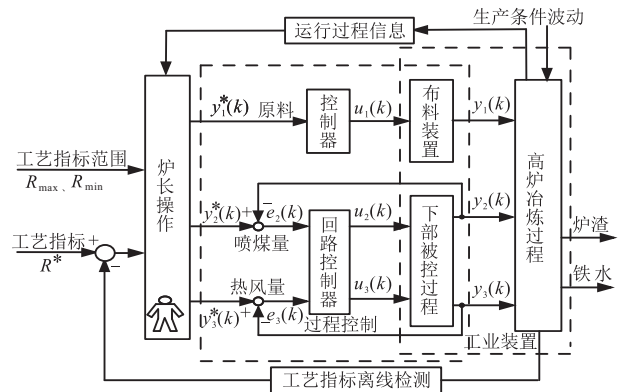 生产条件波动
运行过程信息
y₁*(k) 原料
控制器
u₁(k)
布料装置
y₁(k)
工艺指标范围
R_max、R_min
炉长操作
高炉冶炼过程
y₂*(k)+
−
e₂(k)
喷煤量
回路控制器
u₂(k)
下部被控过程
y₂(k)
炉渣
工艺指标+
R*
−
热风量
u₃(k)
y₃(k)
铁水
y₃*(k)+
−
e₃(k)
过程控制
工业装置
工艺指标离线检测